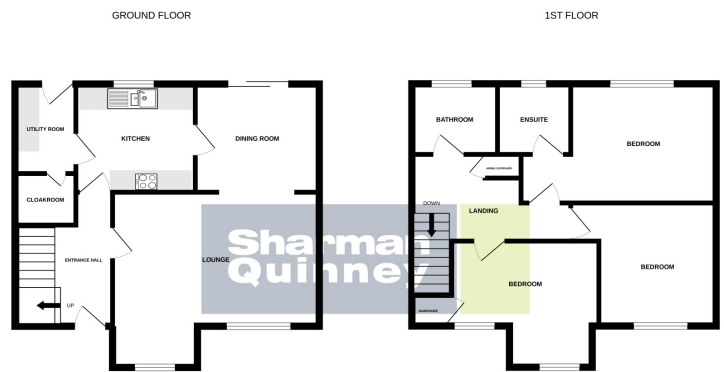 GROUND FLOOR
1ST FLOOR
UTILITY ROOM
KITCHEN
DINING ROOM
CLOAKROOM
ENTRANCE HALL
UP
LOUNGE
BATHROOM
ENSUITE
BEDROOM
DOWN
LANDING
BEDROOM
BEDROOM
WARDROBE
Sharman
Quinney